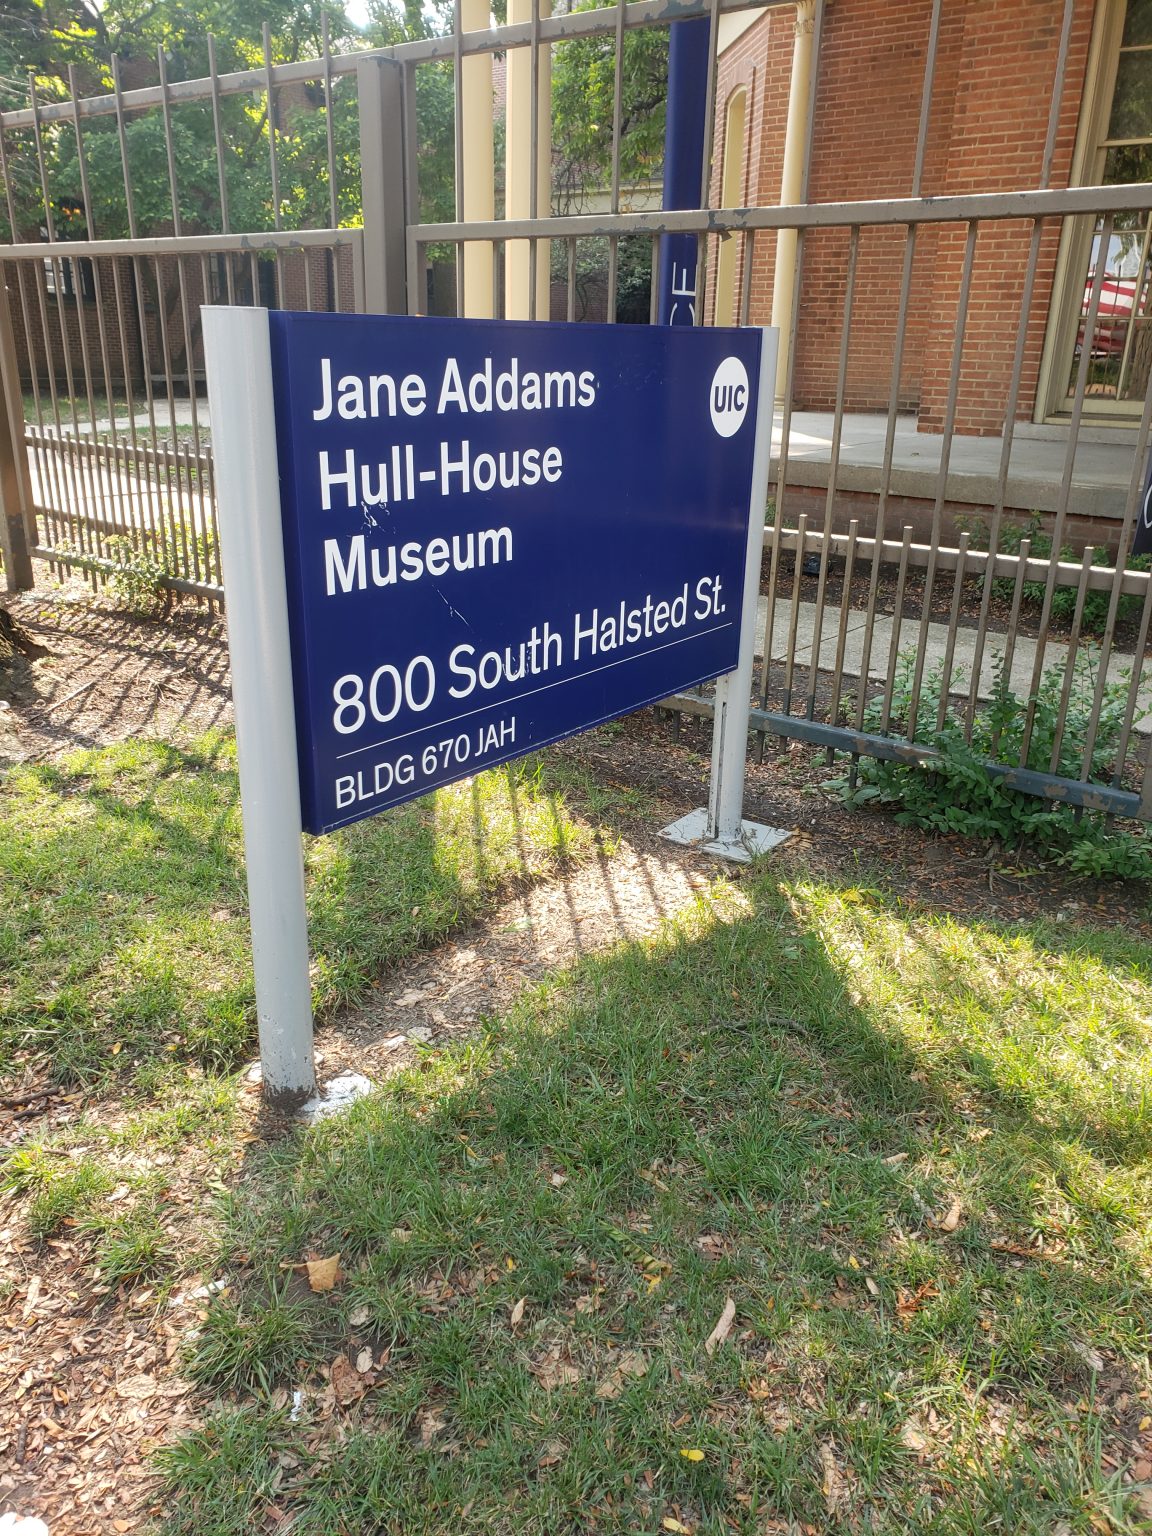 Jane Addams
Hull-House
Museum
UIC
800 South Halsted St.
BLDG 670 JAH